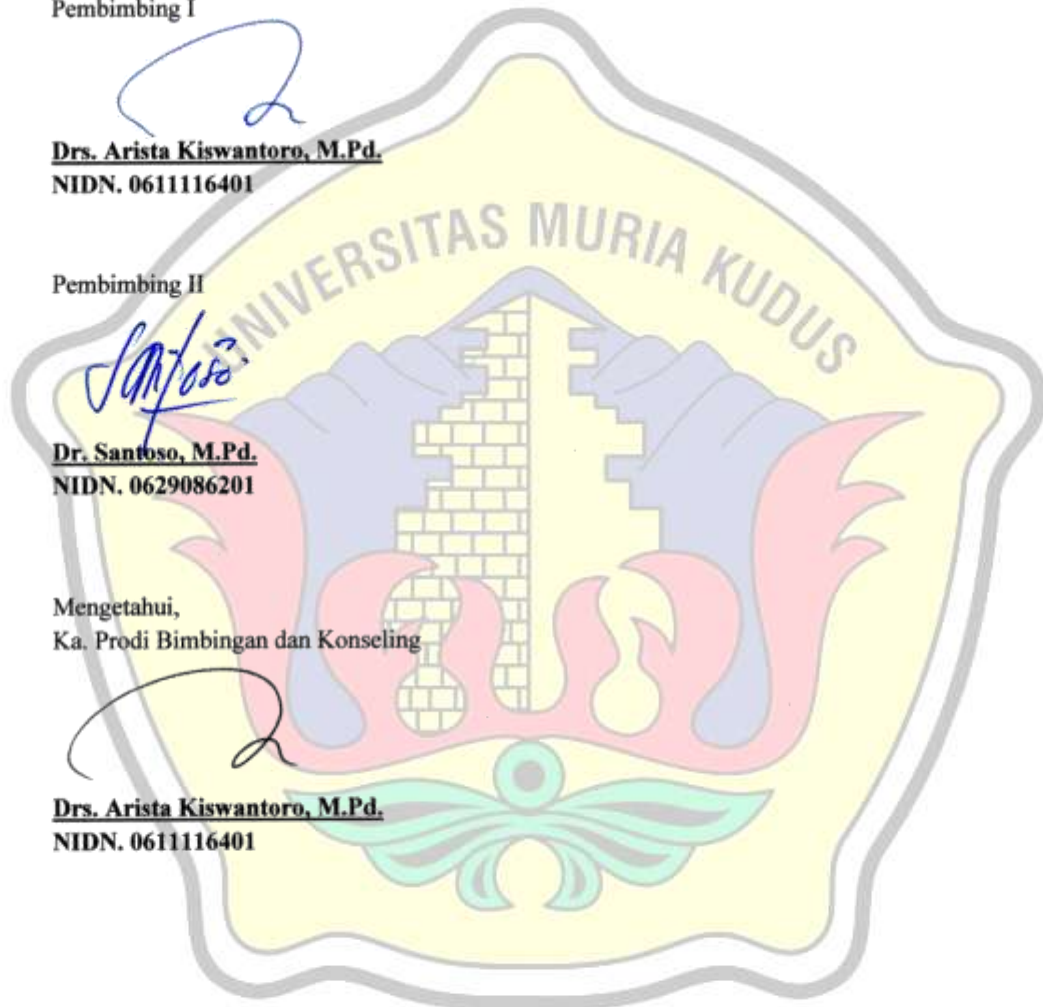 Pembimbing I
Drs. Arista Kiswantoro, M.Pd.
NIDN. 0611116401
UNIVERSITAS MURIA KUDUS
Pembimbing II
Santoso
Dr. Santoso, M.Pd.
NIDN. 0629086201
Mengetahui,
Ka. Prodi Bimbingan dan Konseling
Drs. Arista Kiswantoro, M.Pd.
NIDN. 0611116401